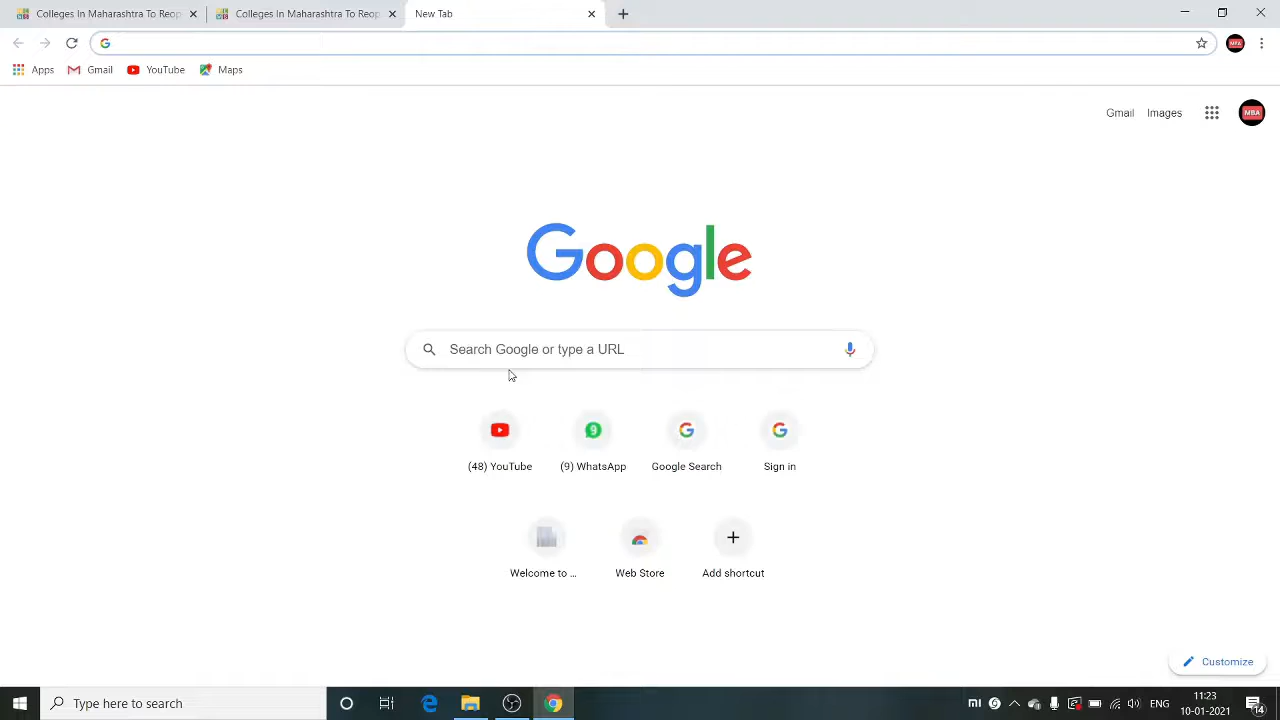 Colleges In Maharashtra To Reop
Colleges In Maharashtra To Reop
New Tab
Apps
Gmail
YouTube
Maps
Gmail
Images
MBA
Google
Search Google or type a URL
(48) YouTube
(9) WhatsApp
Google Search
Sign in
Welcome to ...
Web Store
Add shortcut
Customize
Type here to search
ENG
11:23
10-01-2021